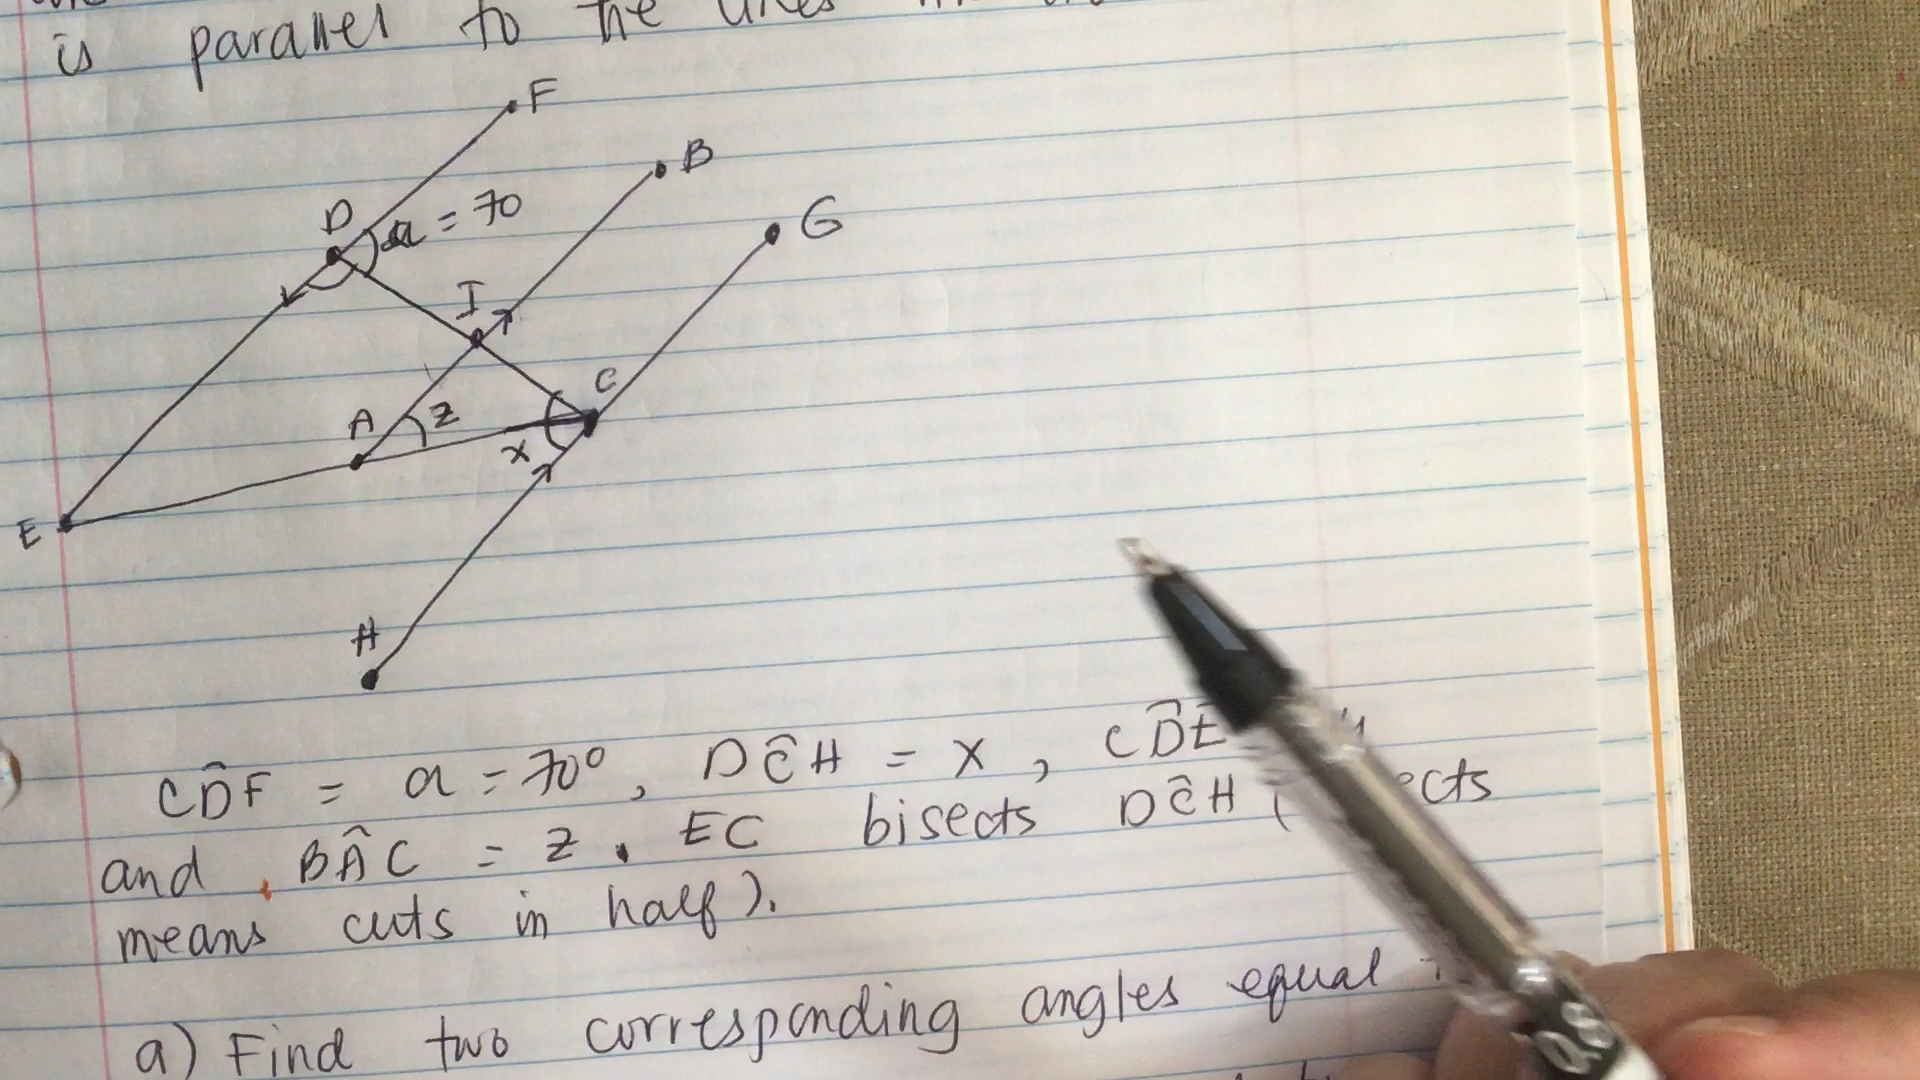 is parallel to the lines
F
B
D
a = 70
G
I
C
A
z
x
E
H
CD̂F = a = 70°, DĈH = x, CD̂E
and BÂC = z. EC bisects DĈH (
means cuts in half).
a) Find two corresponding angles equal